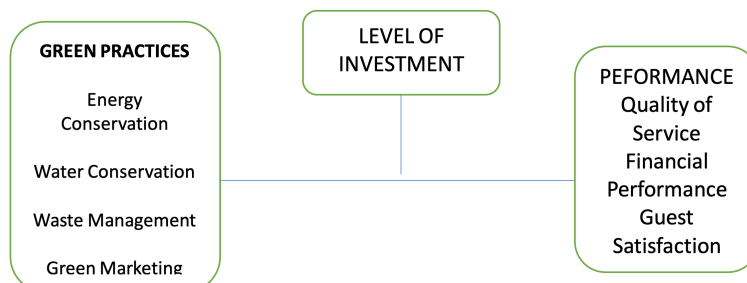 GREEN PRACTICES
Energy
Conservation
Water Conservation
Waste Management
Green Marketing
LEVEL OF
INVESTMENT
PEFORMANCE
Quality of
Service
Financial
Performance
Guest
Satisfaction